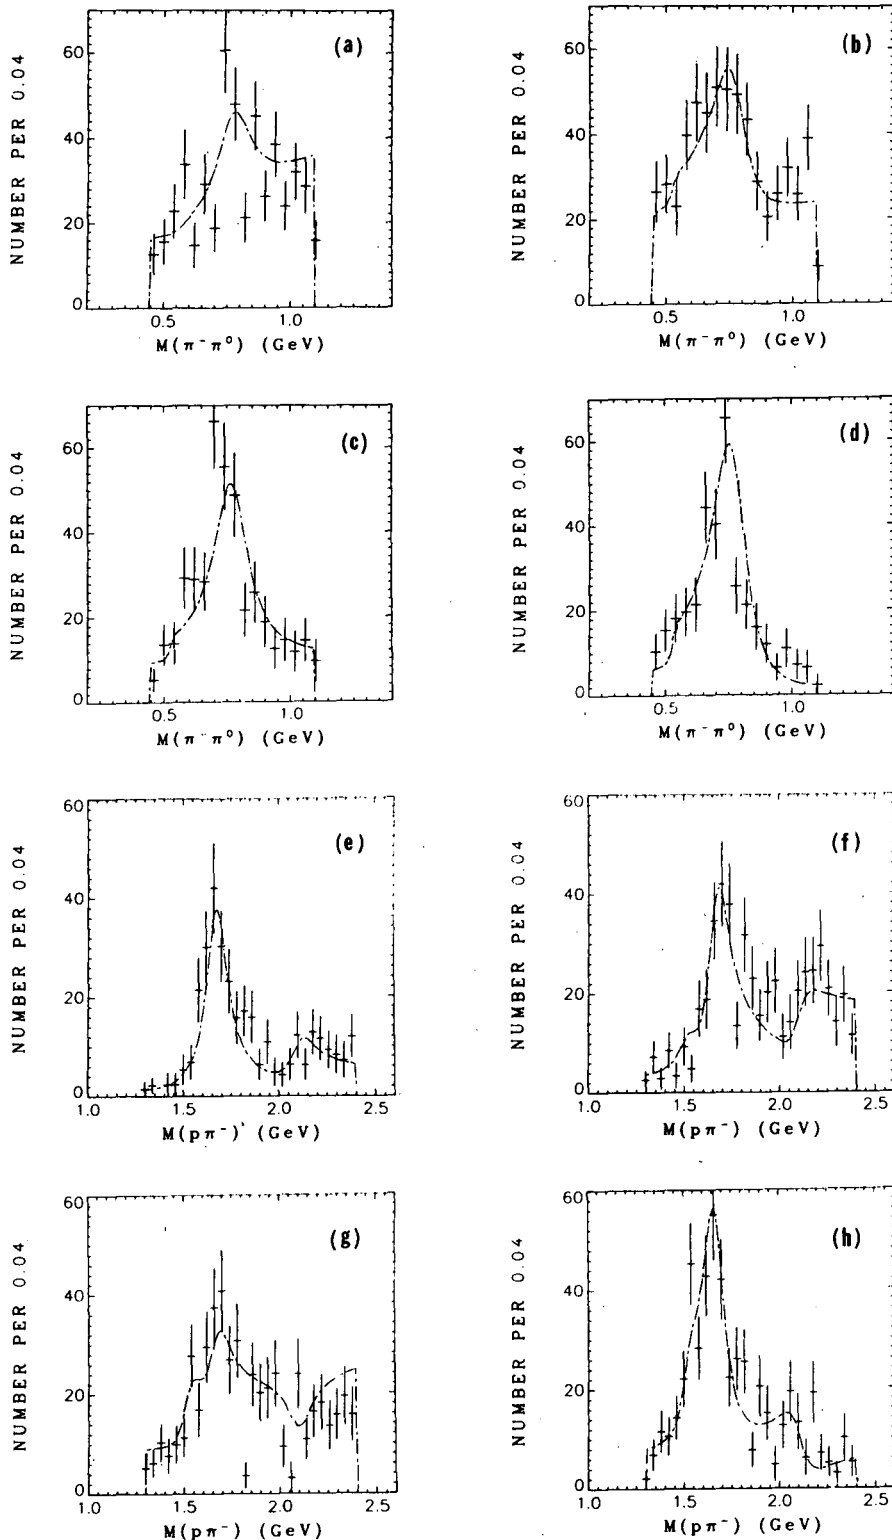 (a)
NUMBER PER 0.04
60
40
20
0
0.5 1.0
M(π⁻π⁰) (GeV)
(b)
NUMBER PER 0.04
60
40
20
0
0.5 1.0
M(π⁻π⁰) (GeV)
(c)
NUMBER PER 0.04
60
40
20
0
0.5 1.0
M(π⁻π⁰) (GeV)
(d)
NUMBER PER 0.04
60
40
20
0
0.5 1.0
M(π⁻π⁰) (GeV)
(e)
NUMBER PER 0.04
60
40
20
0
1.0 1.5 2.0 2.5
M(pπ⁻) (GeV)
(f)
NUMBER PER 0.04
60
40
20
0
1.0 1.5 2.0 2.5
M(pπ⁻) (GeV)
(g)
NUMBER PER 0.04
60
40
20
0
1.0 1.5 2.0 2.5
M(pπ⁻) (GeV)
(h)
NUMBER PER 0.04
60
40
20
0
1.0 1.5 2.0 2.5
M(pπ⁻) (GeV)